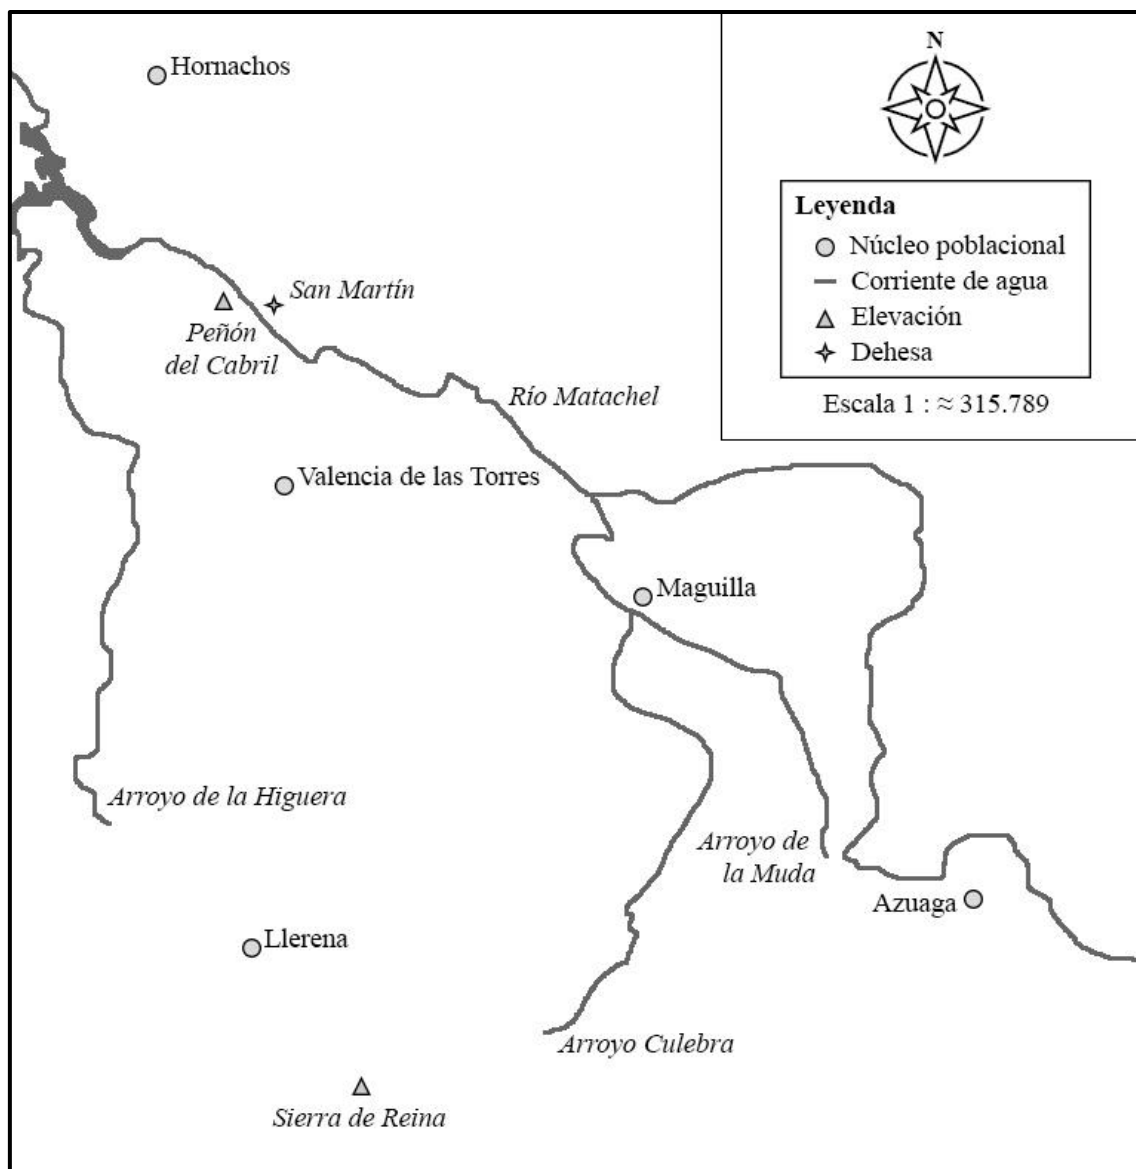 N
Hornachos
Leyenda
Núcleo poblacional
Corriente de agua
Elevación
Dehesa
Escala 1 : ≈ 315.789
San Martín
Peñón
del Cabril
Río Matachel
Valencia de las Torres
Maguilla
Arroyo de la Higuera
Arroyo de
la Muda
Azuaga
Llerena
Arroyo Culebra
Sierra de Reina